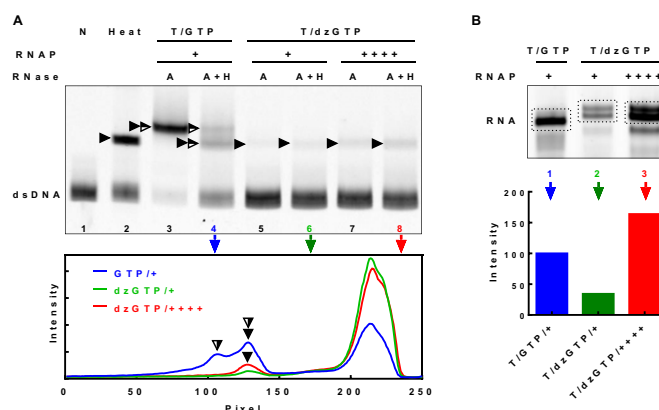 A
N Heat T/GTP T/dzGTP
RNAP + + ++++
RNase A A+H A A+H A A+H
dsDNA
1 2 3 4 5 6 7 8
Intensity
GTP/+
dzGTP/+
dzGTP/++++
0 50 100 150 200 250
Pixel
B
T/GTP T/dzGTP
RNAP + + ++++
RNA
1 2 3
Intensity
200
150
100
50
0
T/GTP/+
T/dzGTP/+
T/dzGTP/++++